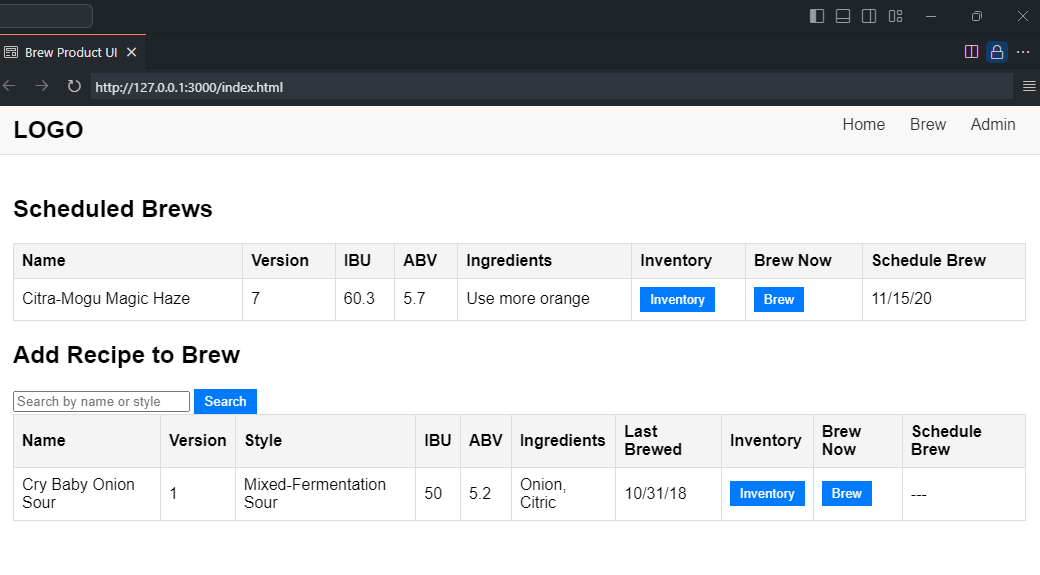 Brew Product UI
http://127.0.0.1:3000/index.html
LOGO Home Brew Admin
Scheduled Brews
Name Version IBU ABV Ingredients Inventory Brew Now Schedule Brew
Citra-Mogu Magic Haze 7 60.3 5.7 Use more orange Inventory Brew 11/15/20
Add Recipe to Brew
Search by name or style Search
Name Version Style IBU ABV Ingredients Last Brewed Inventory Brew Now Schedule Brew
Cry Baby Onion Sour 1 Mixed-Fermentation Sour 50 5.2 Onion, Citric 10/31/18 Inventory Brew ---